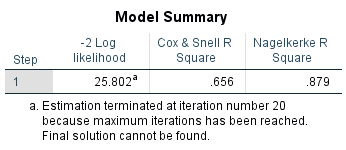 Model Summary
Step -2 Log likelihood Cox & Snell R Square Nagelkerke R Square
1 25.802a .656 .879
a. Estimation terminated at iteration number 20
because maximum iterations has been reached.
Final solution cannot be found.